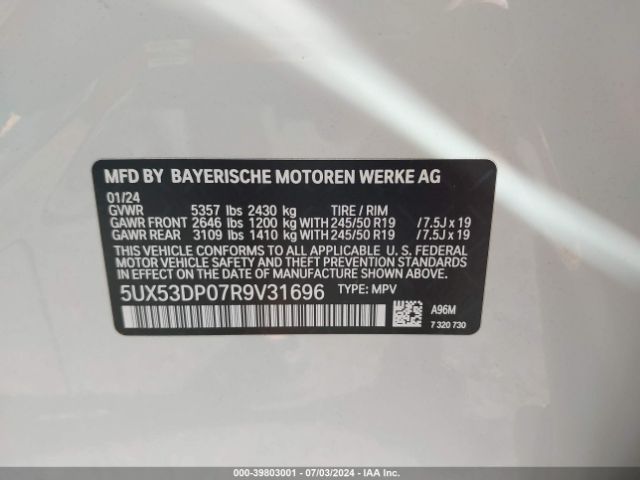 MFD BY BAYERISCHE MOTOREN WERKE AG
01/24
GVWR 5357 lbs 2430 kg TIRE / RIM
GAWR FRONT 2646 lbs 1200 kg WITH 245/50 R19 /7.5J x 19
GAWR REAR 3109 lbs 1410 kg WITH 245/50 R19 /7.5J x 19
THIS VEHICLE CONFORMS TO ALL APPLICABLE U. S. FEDERAL
MOTOR VEHICLE SAFETY AND THEFT PREVENTION STANDARDS
IN EFFECT ON THE DATE OF MANUFACTURE SHOWN ABOVE.
5UX53DP07R9V31696 TYPE: MPV
A96M
7 320 730
000-39803001 - 07/03/2024 - IAA Inc.